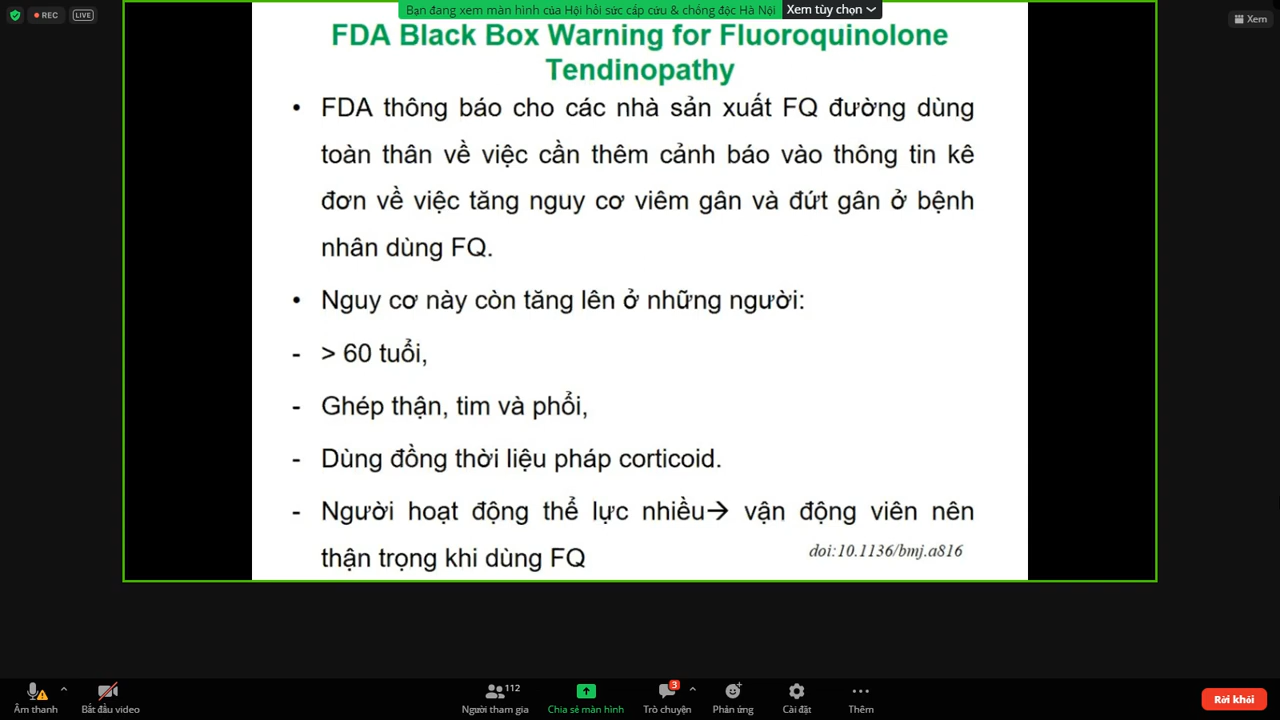 Bạn đang xem màn hình của Hội hồi sức cấp cứu & chống độc Hà Nội Xem tùy chọn
REC LIVE
Xem
FDA Black Box Warning for Fluoroquinolone
Tendinopathy
• FDA thông báo cho các nhà sản xuất FQ đường dùng
toàn thân về việc cần thêm cảnh báo vào thông tin kê
đơn về việc tăng nguy cơ viêm gân và đứt gân ở bệnh
nhân dùng FQ.
• Nguy cơ này còn tăng lên ở những người:
- > 60 tuổi,
- Ghép thận, tim và phổi,
- Dùng đồng thời liệu pháp corticoid.
- Người hoạt động thể lực nhiều→ vận động viên nên
thận trọng khi dùng FQ
doi:10.1136/bmj.a816
112
3
Âm thanh Bắt đầu video Người tham gia Chia sẻ màn hình Trò chuyện Phản ứng Cài đặt Thêm Rời khỏi